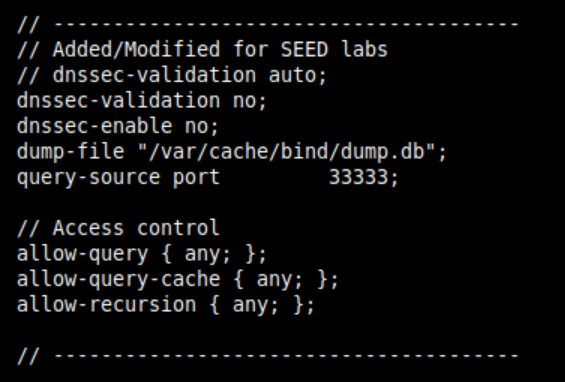 // ----------------------------------------
// Added/Modified for SEED labs
// dnssec-validation auto;
dnssec-validation no;
dnssec-enable no;
dump-file "/var/cache/bind/dump.db";
query-source port         33333;

// Access control
allow-query { any; };
allow-query-cache { any; };
allow-recursion { any; };

// ----------------------------------------